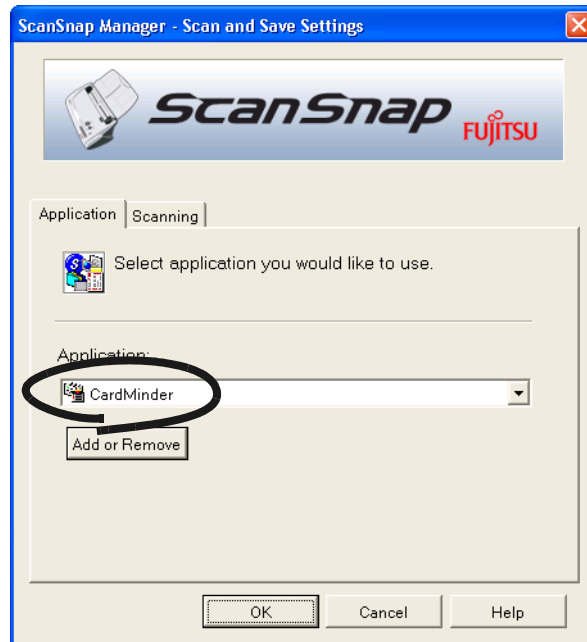 ScanSnap Manager - Scan and Save Settings
ScanSnap FUJITSU
Application Scanning
Select application you would like to use.
Application:
CardMinder
Add or Remove
OK Cancel Help